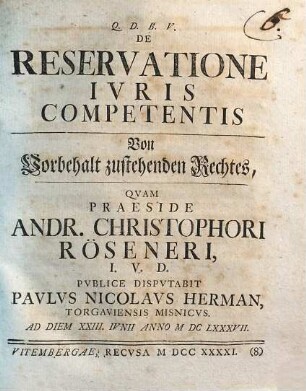 Q. D. B. V.
DE
RESERVATIONE
IVRIS
COMPETENTIS
Von
Vorbehalt zustehenden Rechtes,
QVAM
PRAESIDE
ANDR. CHRISTOPHORI
RÖSENERI,
I. V. D.
PVBLICE DISPVTABIT
PAVLVS NICOLAVS HERMAN,
TORGAVIENSIS MISNICVS.
AD DIEM XXIII. IVNII ANNO M DC LXXXVII.
VITEMBERGAE, RECVSA M DCC XXXXI. (8.